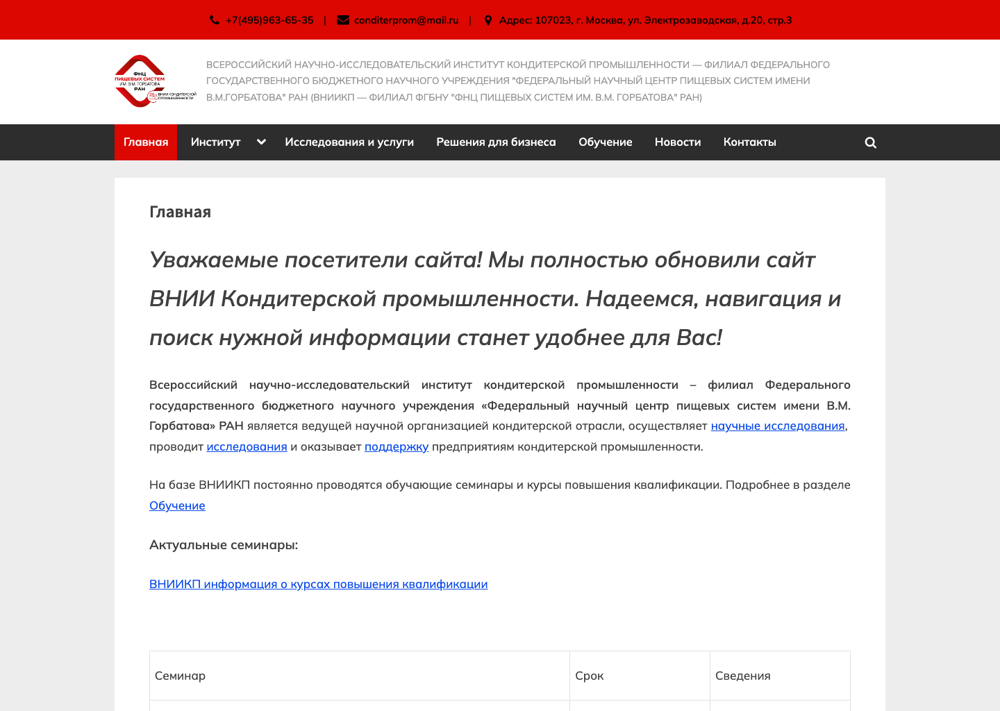 +7(495)963-65-35 | conditerprom@mail.ru | Адрес: 107023, г. Москва, ул. Электрозаводская, д.20, стр.3
ФНЦ
ПИЩЕВЫХ СИСТЕМ
ИМ. В.М. ГОРБАТОВА
РАН
ВНИИ КОНДИТЕРСКОЙ
ПРОМЫШЛЕННОСТИ
ВСЕРОССИЙСКИЙ НАУЧНО-ИССЛЕДОВАТЕЛЬСКИЙ ИНСТИТУТ КОНДИТЕРСКОЙ ПРОМЫШЛЕННОСТИ — ФИЛИАЛ ФЕДЕРАЛЬНОГО
ГОСУДАРСТВЕННОГО БЮДЖЕТНОГО НАУЧНОГО УЧРЕЖДЕНИЯ "ФЕДЕРАЛЬНЫЙ НАУЧНЫЙ ЦЕНТР ПИЩЕВЫХ СИСТЕМ ИМЕНИ
В.М.ГОРБАТОВА" РАН (ВНИИКП — ФИЛИАЛ ФГБНУ "ФНЦ ПИЩЕВЫХ СИСТЕМ ИМ. В.М. ГОРБАТОВА" РАН)
Главная Институт Исследования и услуги Решения для бизнеса Обучение Новости Контакты
Главная
Уважаемые посетители сайта! Мы полностью обновили сайт
ВНИИ Кондитерской промышленности. Надеемся, навигация и
поиск нужной информации станет удобнее для Вас!
Всероссийский научно-исследовательский институт кондитерской промышленности – филиал Федерального
государственного бюджетного научного учреждения «Федеральный научный центр пищевых систем имени В.М.
Горбатова» РАН является ведущей научной организацией кондитерской отрасли, осуществляет научные исследования,
проводит исследования и оказывает поддержку предприятиям кондитерской промышленности.
На базе ВНИИКП постоянно проводятся обучающие семинары и курсы повышения квалификации. Подробнее в разделе
Обучение
Актуальные семинары:
ВНИИКП информация о курсах повышения квалификации
Семинар Срок Сведения